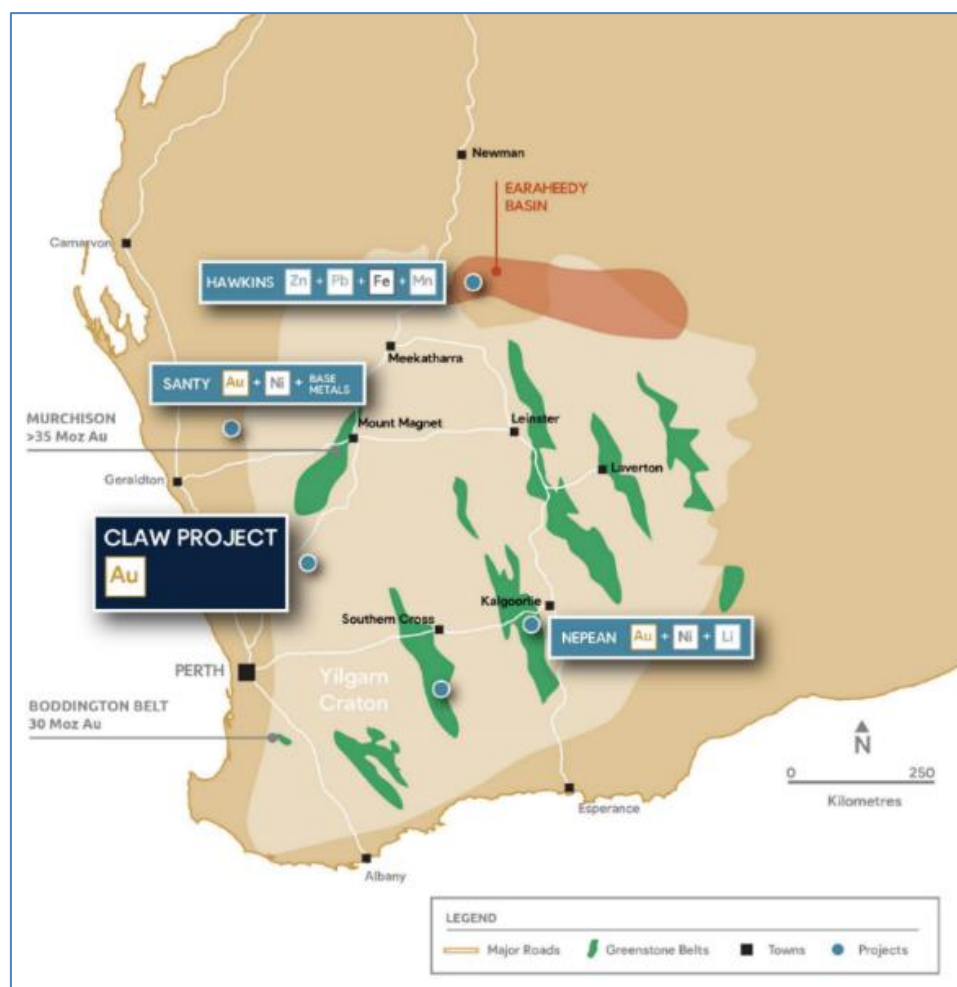 Newman
EARAHEEDY
BASIN
Carnarvon
HAWKINS Zn + Pb + Fe + Mn
Meekatharra
SANTY Au + Ni + BASE
METALS
MURCHISON
>35 Moz Au
Mount Magnet
Leinster
Laverton
Geraldton
CLAW PROJECT
Au
Kalgoorlie
Southern Cross
NEPEAN Au + Ni + Li
PERTH
Yilgarn
Craton
BODDINGTON BELT
30 Moz Au
N
0 250
Kilometres
Esperance
Albany
LEGEND
Major Roads Greenstone Belts Towns Projects